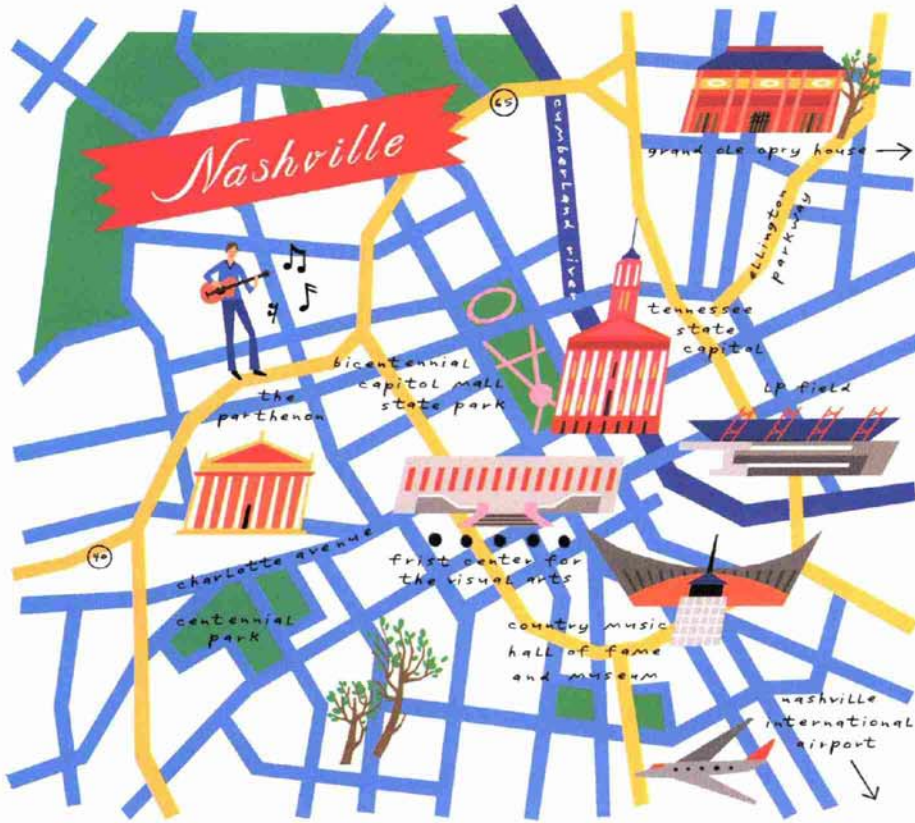 Nashville
65
cumberland river
grand ole opry house
ellington
parkway
tennessee
state
capitol
bicentennial
capitol mall
state park
the
parthenon
LP field
40
charlotte avenue
frist center for
the visual arts
centennial
park
country music
hall of fame
and museum
nashville
international
airport